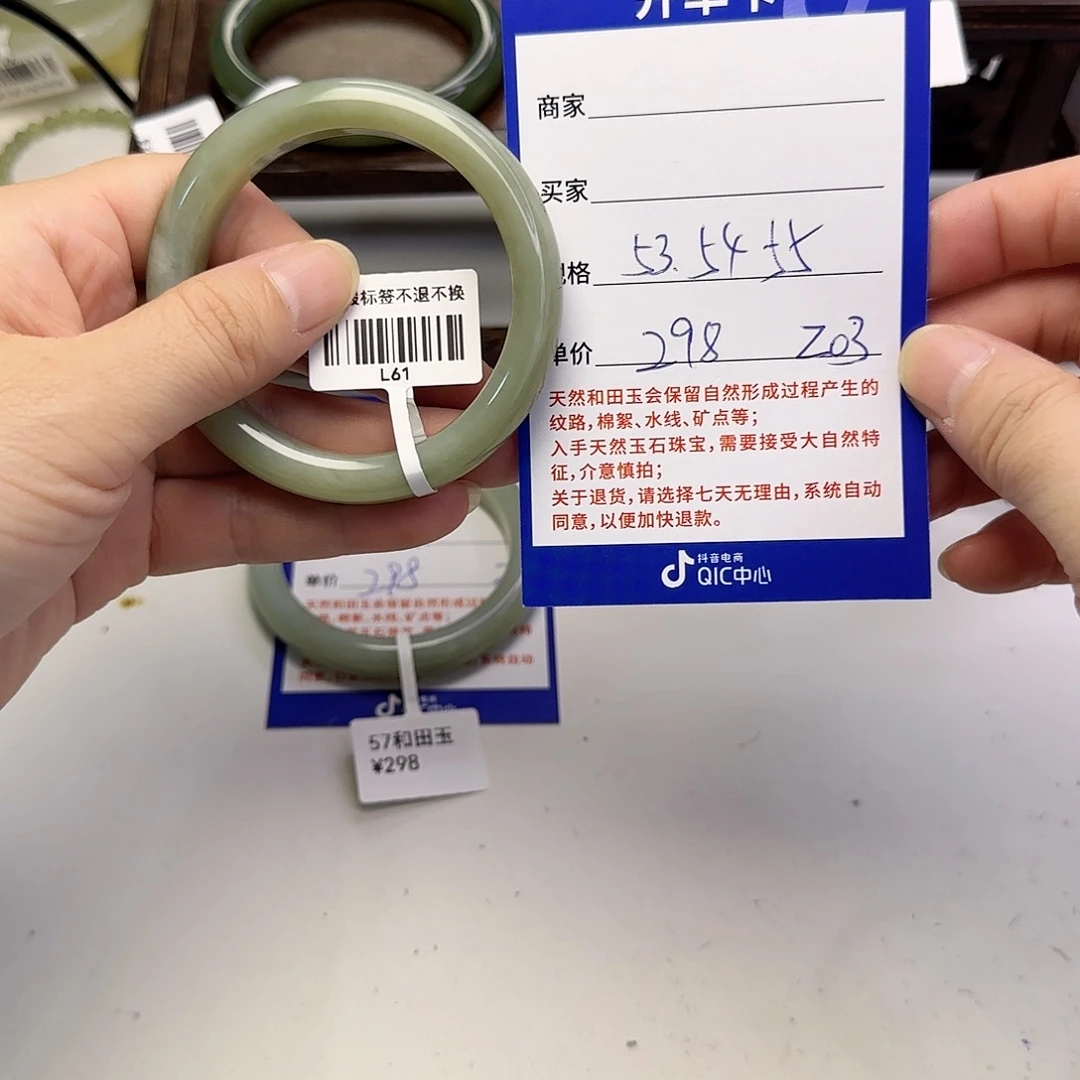 开单卡
商家
买家
规格 53. 54 55
单价 298 Z03
天然和田玉会保留自然形成过程产生的
纹路,棉絮、水线、矿点等;
入手天然玉石珠宝,需要接受大自然特
征,介意慎拍;
关于退货,请选择七天无理由,系统自动
同意,以便加快退款。
抖音电商
QIC中心
标签不退不换
L61
单价 298
57和田玉
¥298